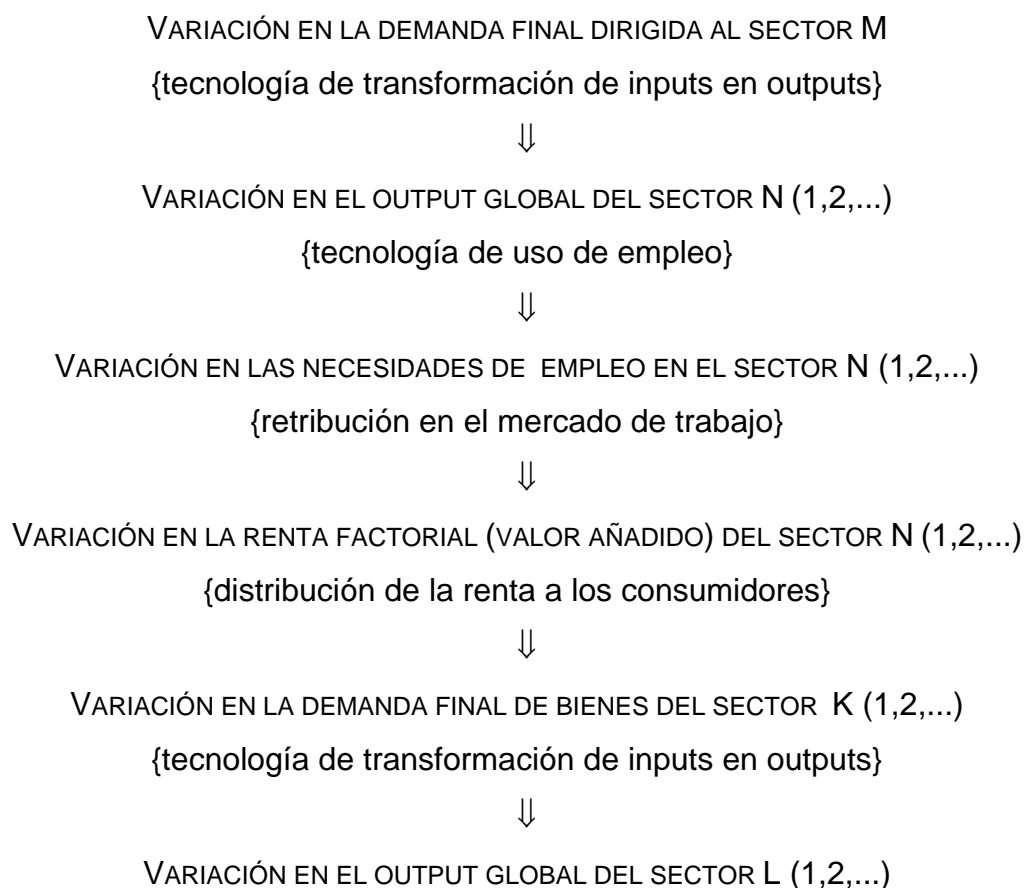 VARIACIÓN EN LA DEMANDA FINAL DIRIGIDA AL SECTOR M
{tecnología de transformación de inputs en outputs}
⇓
VARIACIÓN EN EL OUTPUT GLOBAL DEL SECTOR N (1,2,...)
{tecnología de uso de empleo}
⇓
VARIACIÓN EN LAS NECESIDADES DE EMPLEO EN EL SECTOR N (1,2,...)
{retribución en el mercado de trabajo}
⇓
VARIACIÓN EN LA RENTA FACTORIAL (VALOR AÑADIDO) DEL SECTOR N (1,2,...)
{distribución de la renta a los consumidores}
⇓
VARIACIÓN EN LA DEMANDA FINAL DE BIENES DEL SECTOR K (1,2,...)
{tecnología de transformación de inputs en outputs}
⇓
VARIACIÓN EN EL OUTPUT GLOBAL DEL SECTOR L (1,2,...)